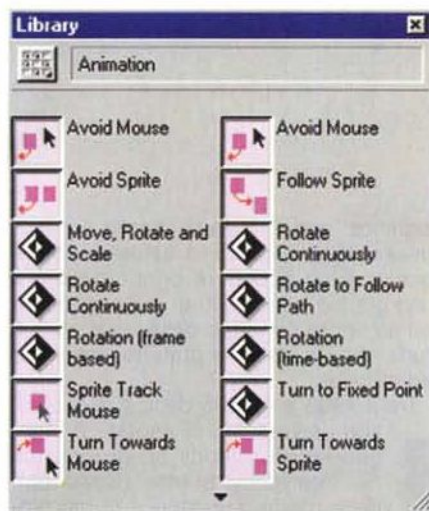 Library
Animation
Avoid Mouse
Avoid Mouse
Avoid Sprite
Follow Sprite
Move, Rotate and
Scale
Rotate
Continuously
Rotate
Continuously
Rotate to Follow
Path
Rotation (frame
based)
Rotation
(time-based)
Sprite Track
Mouse
Turn to Fixed Point
Turn Towards
Mouse
Turn Towards
Sprite